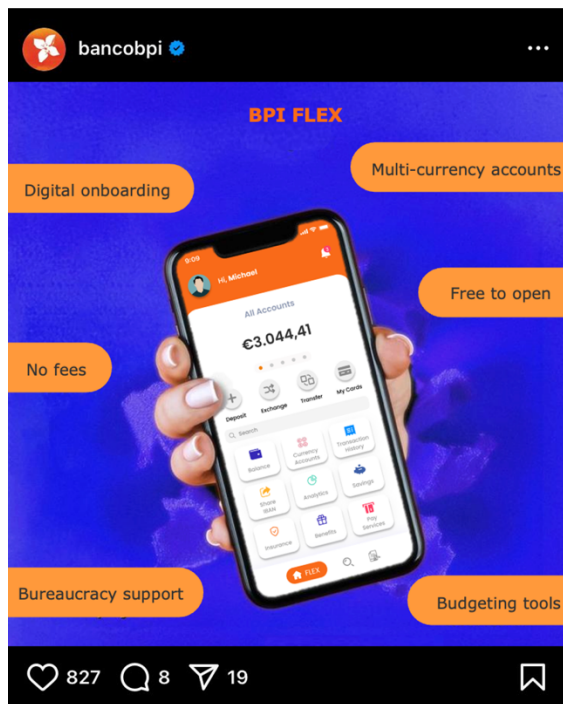 bancobpi
BPI FLEX
Digital onboarding
Multi-currency accounts
Free to open
No fees
Bureaucracy support
Budgeting tools
9:09
Hi, Michael
All Accounts
€3.044,41
Deposit
Exchange
Transfer
My Cards
Search
Balance
Currency
Accounts
Transaction
History
Share
IBAN
Analytics
Savings
Insurance
Benefits
Pay
Services
FLEX
827
8
19